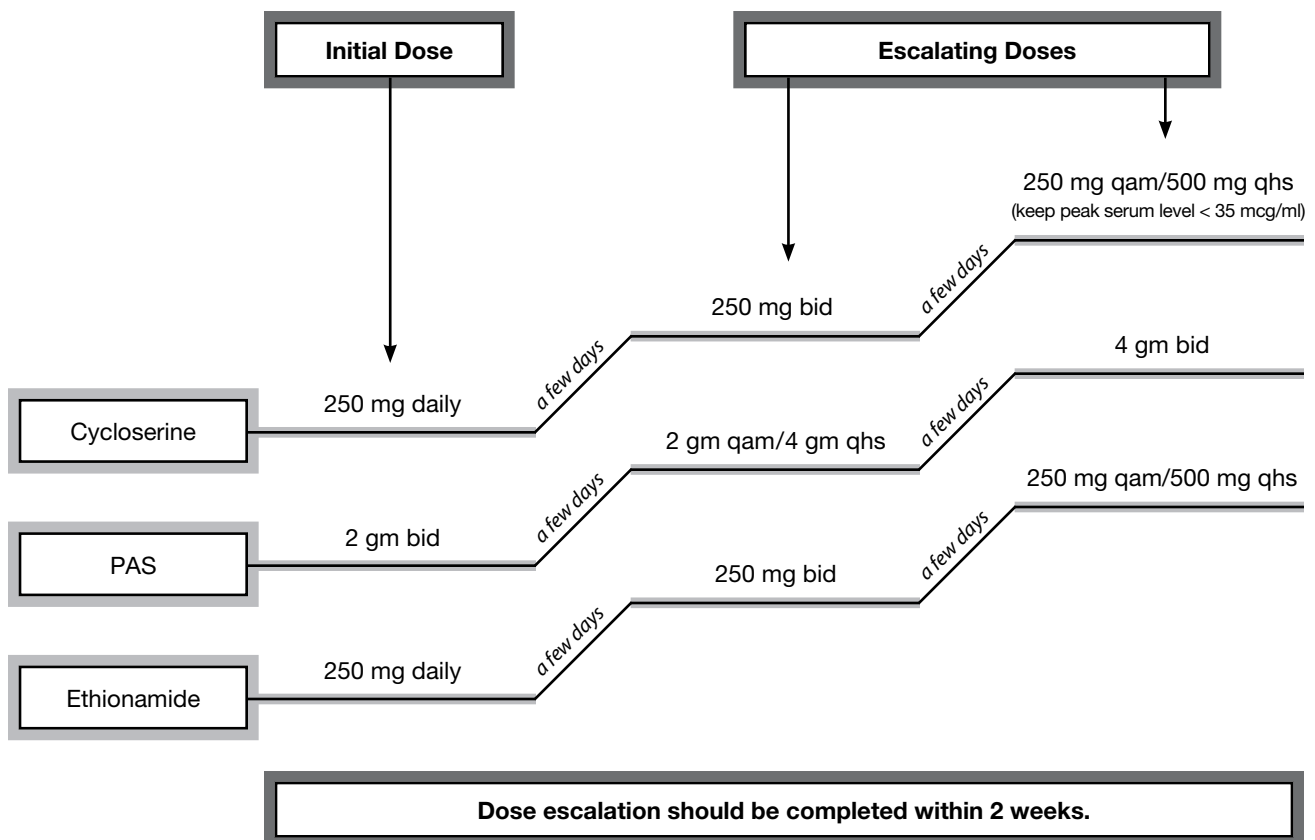 Initial Dose
Escalating Doses
250 mg qam/500 mg qhs
(keep peak serum level < 35 mcg/ml)
a few days
250 mg bid
a few days
4 gm bid
250 mg daily
Cycloserine
a few days
2 gm qam/4 gm qhs
a few days
250 mg qam/500 mg qhs
2 gm bid
PAS
a few days
250 mg bid
a few days
250 mg daily
Ethionamide
Dose escalation should be completed within 2 weeks.